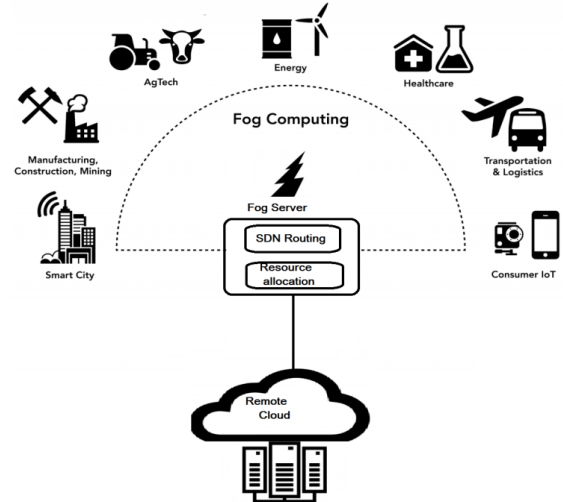 Energy
AgTech
Healthcare
Fog Computing
Manufacturing,
Construction, Mining
Transportation
& Logistics
Fog Server
SDN Routing
Smart City
Resource
allocation
Consumer IoT
Remote
Cloud